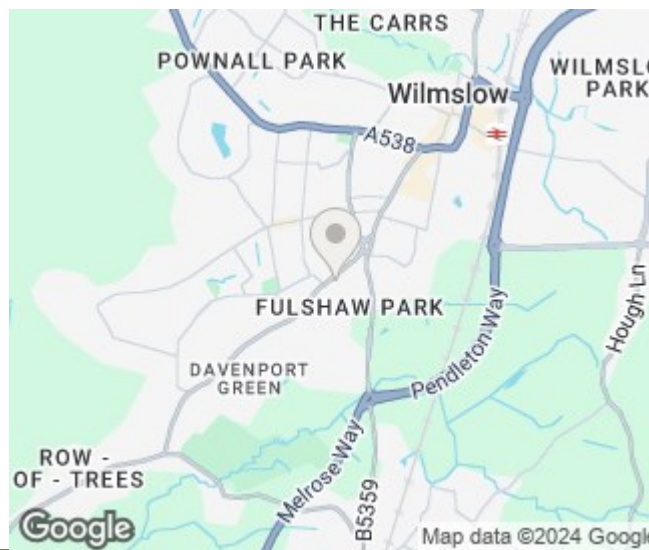 THE CARRS
POWNALL PARK
WILMSLO
PARK
Wilmslow
A538
Hough Ln
FULSHAW PARK
Pendleton Way
DAVENPORT
GREEN
ROW -
OF - TREES
Melrose Way
B5359
Google
Map data ©2024 Google